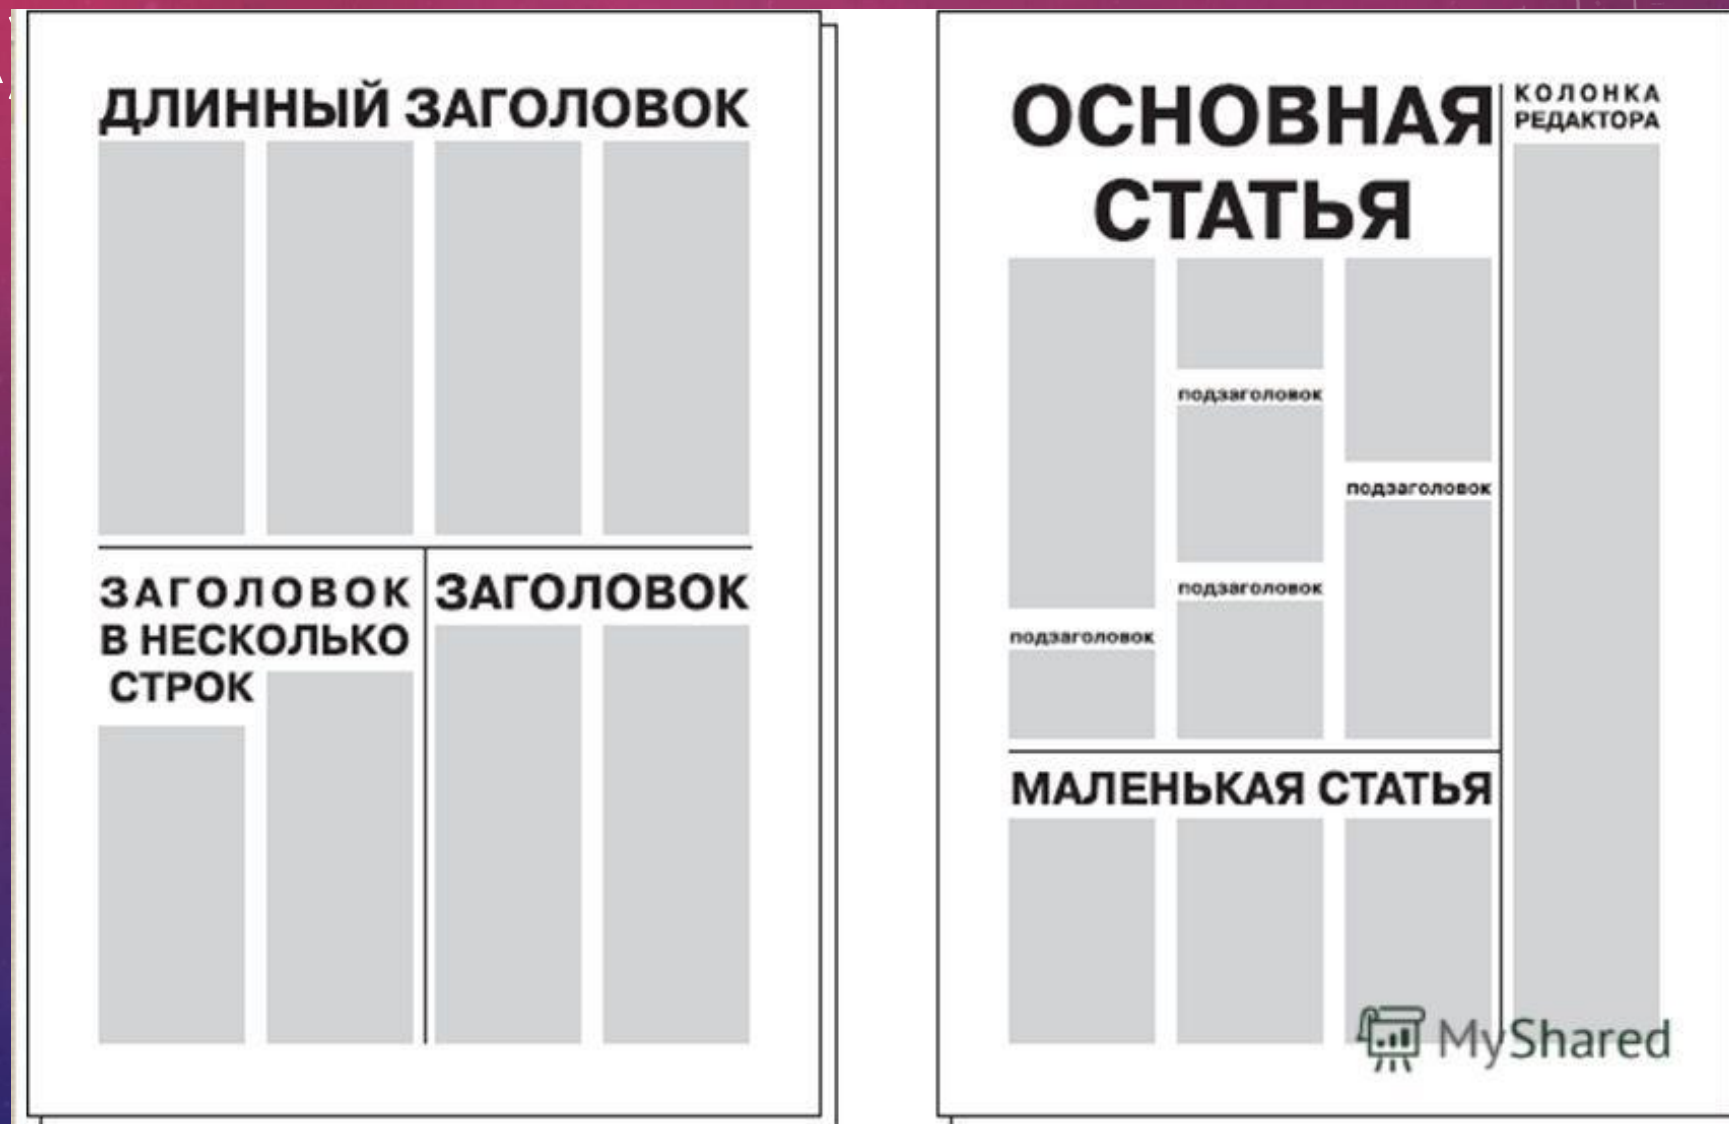 ДЛИННЫЙ ЗАГОЛОВОК
ЗАГОЛОВОК
В НЕСКОЛЬКО
СТРОК
ЗАГОЛОВОК
ОСНОВНАЯ
СТАТЬЯ
подзаголовок
подзаголовок
подзаголовок
подзаголовок
КОЛОНКА
РЕДАКТОРА
МАЛЕНЬКАЯ СТАТЬЯ
MyShared